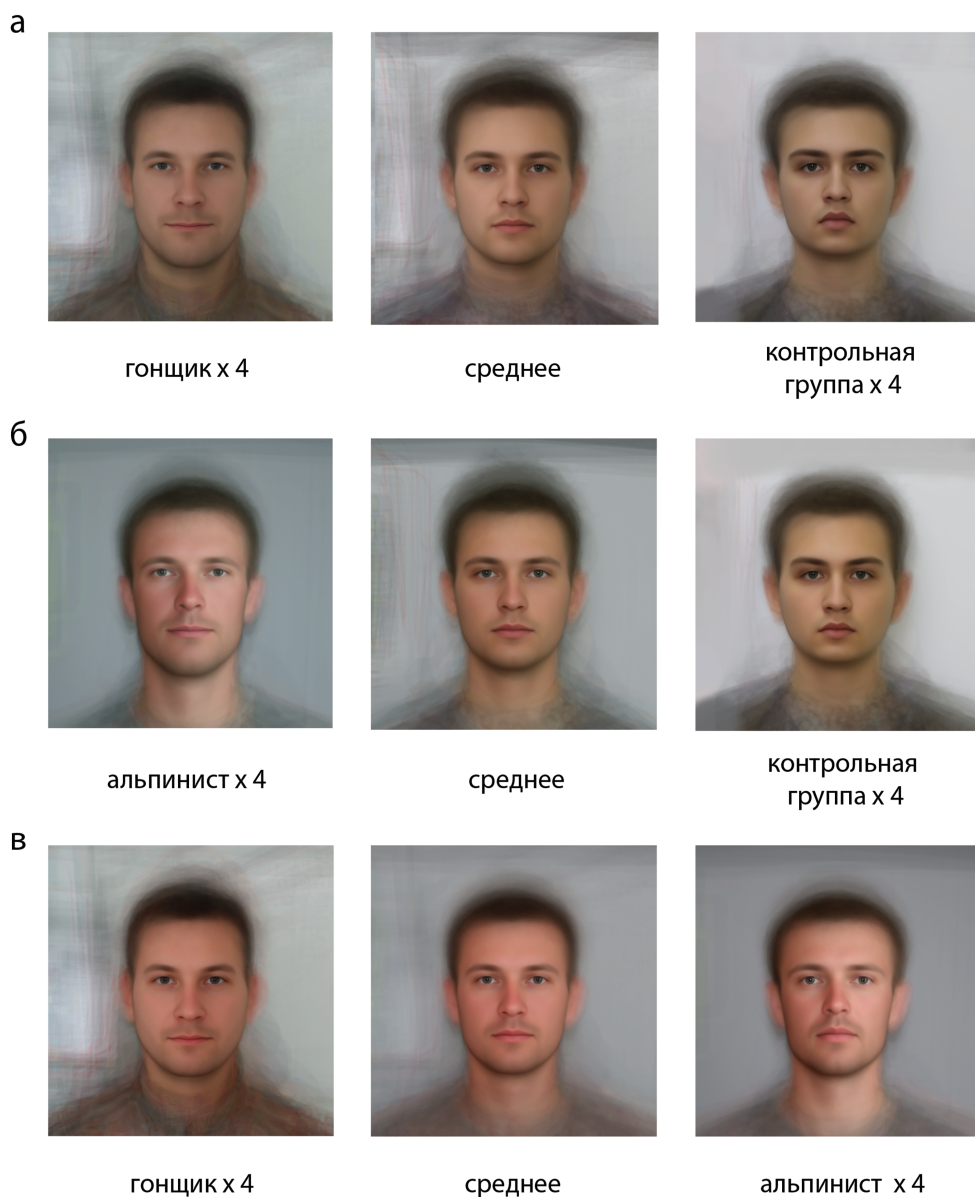 а
гонщик x 4
среднее
контрольная
группа x 4
б
альпинист x 4
среднее
контрольная
группа x 4
в
гонщик x 4
среднее
альпинист x 4